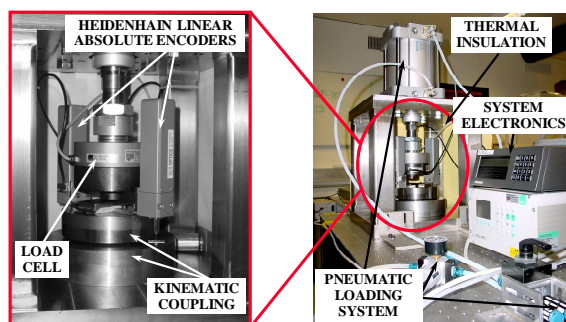 HEIDENHAIN LINEAR
ABSOLUTE ENCODERS
LOAD
CELL
KINEMATIC
COUPLING
THERMAL
INSULATION
SYSTEM
ELECTRONICS
PNEUMATIC
LOADING
SYSTEM